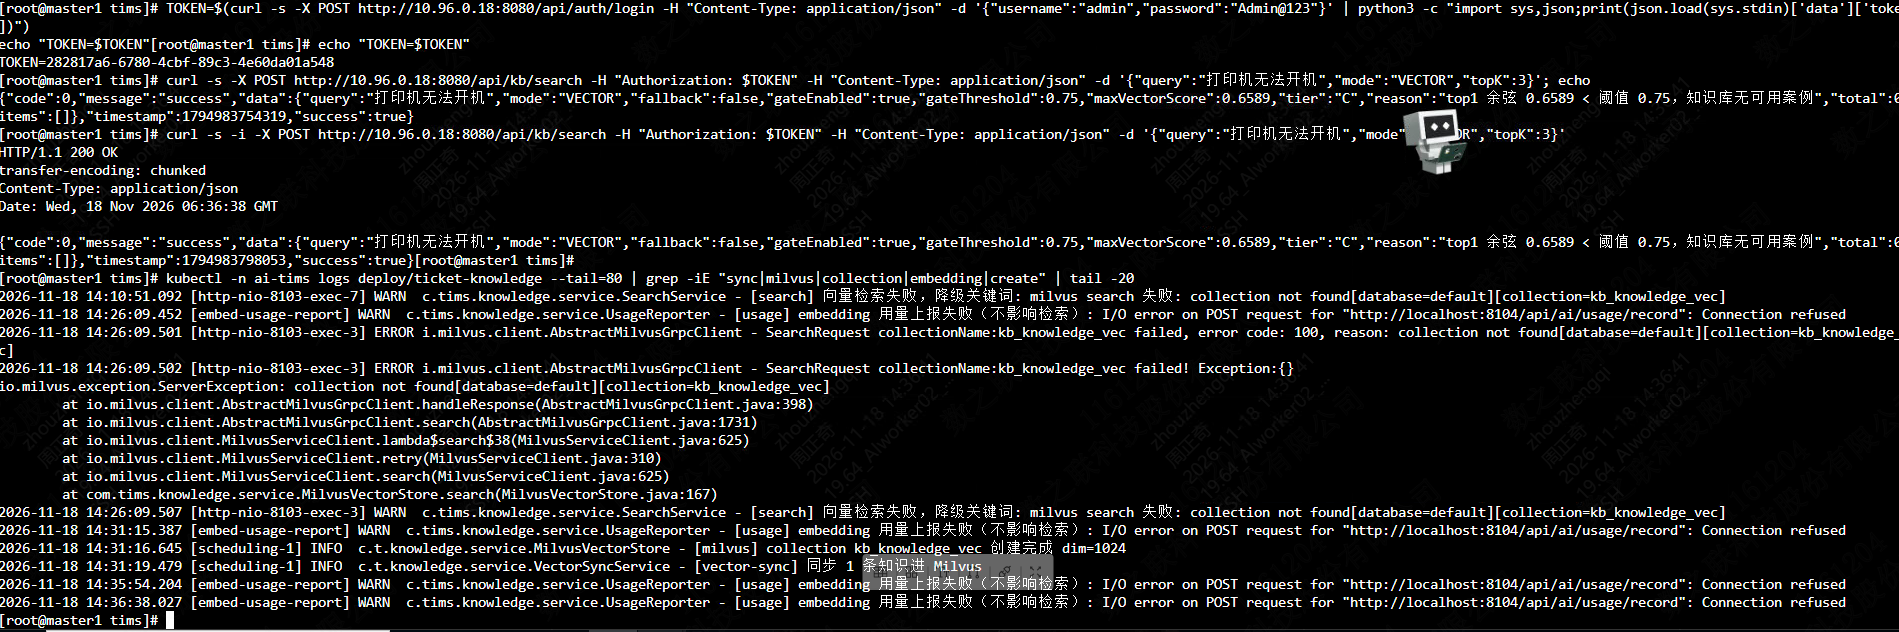 [root@master1 tims]# TOKEN=$(curl -s -X POST http://10.96.0.18:8080/api/auth/login -H "Content-Type: application/json" -d '{"username":"admin","password":"Admin@123"}' | python3 -c "import sys,json;print(json.load(sys.stdin)['data']['toke
])")
echo "TOKEN=$TOKEN"[root@master1 tims]# echo "TOKEN=$TOKEN"
TOKEN=282817a6-6780-4cbf-89c3-4e60da01a548
[root@master1 tims]# curl -s -X POST http://10.96.0.18:8080/api/kb/search -H "Authorization: $TOKEN" -H "Content-Type: application/json" -d '{"query":"打印机无法开机","mode":"VECTOR","topK":3}'; echo
{"code":0,"message":"success","data":{"query":"打印机无法开机","mode":"VECTOR","fallback":false,"gateEnabled":true,"gateThreshold":0.75,"maxVectorScore":0.6589,"tier":"C","reason":"top1 余弦 0.6589 < 阈值 0.75，知识库无可用案例","total":0
items":[]},"timestamp":1794983754319,"success":true}
[root@master1 tims]# curl -s -i -X POST http://10.96.0.18:8080/api/kb/search -H "Authorization: $TOKEN" -H "Content-Type: application/json" -d '{"query":"打印机无法开机","mode" OR","topK":3}'
HTTP/1.1 200 OK
transfer-encoding: chunked
Content-Type: application/json
Date: Wed, 18 Nov 2026 06:36:38 GMT
{"code":0,"message":"success","data":{"query":"打印机无法开机","mode":"VECTOR","fallback":false,"gateEnabled":true,"gateThreshold":0.75,"maxVectorScore":0.6589,"tier":"C","reason":"top1 余弦 0.6589 < 阈值 0.75，知识库无可用案例","total":0
items":[]},"timestamp":1794983798053,"success":true}[root@master1 tims]#
[root@master1 tims]# kubectl -n ai-tims logs deploy/ticket-knowledge --tail=80 | grep -iE "sync|milvus|collection|embedding|create" | tail -20
2026-11-18 14:10:51.092 [http-nio-8103-exec-7] WARN  c.tims.knowledge.service.SearchService - [search] 向量检索失败，降级关键词: milvus search 失败: collection not found[database=default][collection=kb_knowledge_vec]
2026-11-18 14:26:09.452 [embed-usage-report] WARN  c.tims.knowledge.service.UsageReporter - [usage] embedding 用量上报失败（不影响检索）: I/O error on POST request for "http://localhost:8104/api/ai/usage/record": Connection refused
2026-11-18 14:26:09.501 [http-nio-8103-exec-3] ERROR i.milvus.client.AbstractMilvusGrpcClient - SearchRequest collectionName:kb_knowledge_vec failed, error code: 100, reason: collection not found[database=default][collection=kb_knowledge_
c]
2026-11-18 14:26:09.502 [http-nio-8103-exec-3] ERROR i.milvus.client.AbstractMilvusGrpcClient - SearchRequest collectionName:kb_knowledge_vec failed! Exception:{}
io.milvus.exception.ServerException: collection not found[database=default][collection=kb_knowledge_vec]
at io.milvus.client.AbstractMilvusGrpcClient.handleResponse(AbstractMilvusGrpcClient.java:398)
at io.milvus.client.AbstractMilvusGrpcClient.search(AbstractMilvusGrpcClient.java:1731)
at io.milvus.client.MilvusServiceClient.lambda$search$38(MilvusServiceClient.java:625)
at io.milvus.client.MilvusServiceClient.retry(MilvusServiceClient.java:310)
at io.milvus.client.MilvusServiceClient.search(MilvusServiceClient.java:625)
at com.tims.knowledge.service.MilvusVectorStore.search(MilvusVectorStore.java:167)
2026-11-18 14:26:09.507 [http-nio-8103-exec-3] WARN  c.tims.knowledge.service.SearchService - [search] 向量检索失败，降级关键词: milvus search 失败: collection not found[database=default][collection=kb_knowledge_vec]
2026-11-18 14:31:15.387 [embed-usage-report] WARN  c.tims.knowledge.service.UsageReporter - [usage] embedding 用量上报失败（不影响检索）: I/O error on POST request for "http://localhost:8104/api/ai/usage/record": Connection refused
2026-11-18 14:31:16.645 [scheduling-1] INFO  c.t.knowledge.service.MilvusVectorStore - [milvus] collection kb_knowledge_vec 创建完成 dim=1024
2026-11-18 14:31:19.479 [scheduling-1] INFO  c.t.knowledge.service.VectorSyncService - [vector-sync] 同步 1 条知识进 Milvus
2026-11-18 14:35:54.204 [embed-usage-report] WARN  c.tims.knowledge.service.UsageReporter - [usage] embedding 用量上报失败（不影响检索）: I/O error on POST request for "http://localhost:8104/api/ai/usage/record": Connection refused
2026-11-18 14:36:38.027 [embed-usage-report] WARN  c.tims.knowledge.service.UsageReporter - [usage] embedding 用量上报失败（不影响检索）: I/O error on POST request for "http://localhost:8104/api/ai/usage/record": Connection refused
[root@master1 tims]#